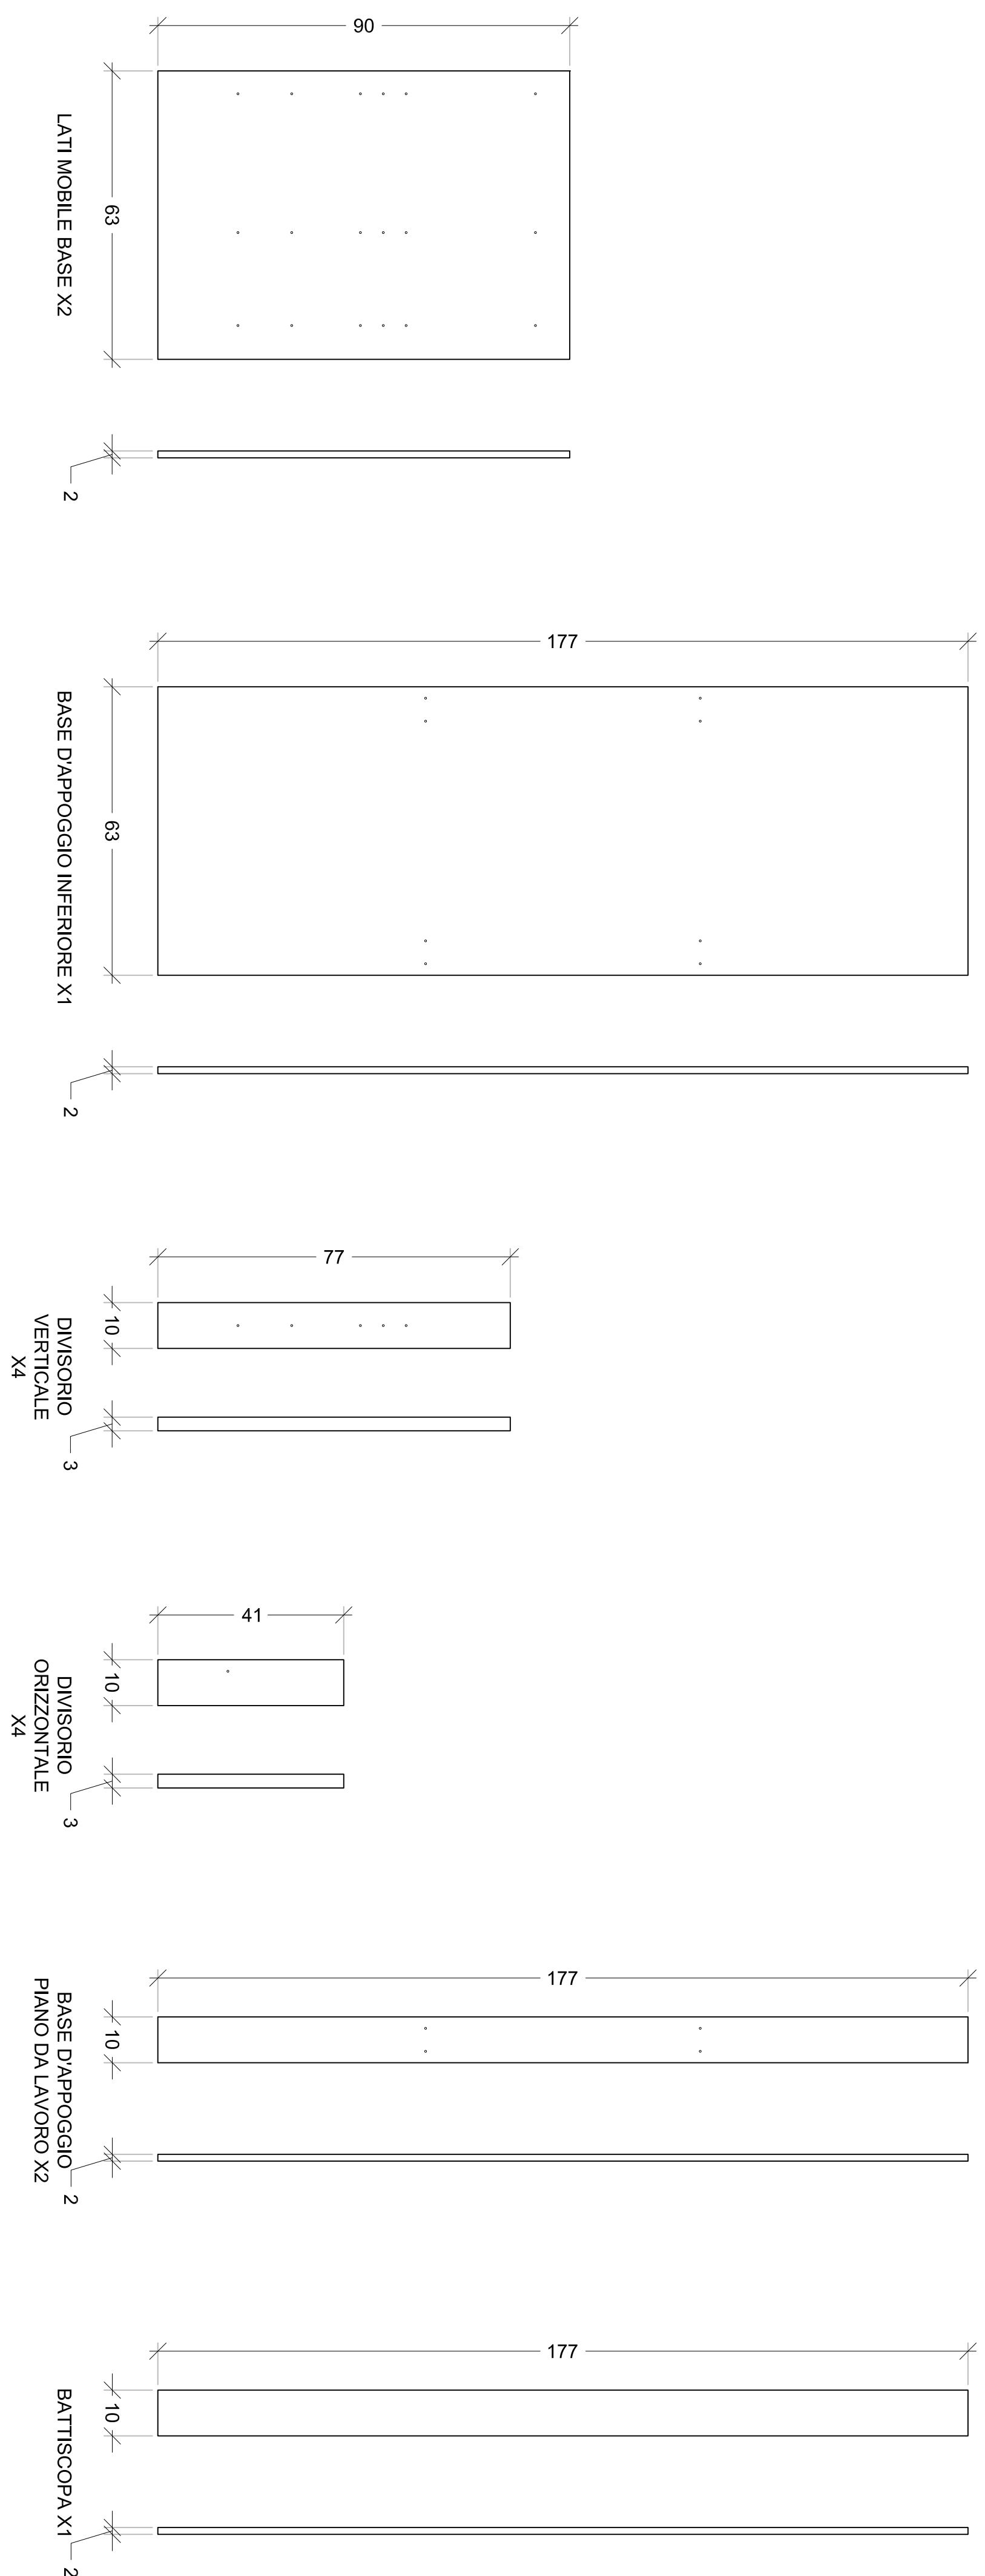 90
63
LATI MOBILE BASE X2
2
177
63
BASE D'APPOGGIO INFERIORE X1
2
77
10
DIVISORIO
VERTICALE
X4
3
41
10
DIVISORIO
ORIZZONTALE
X4
3
177
10
BASE D'APPOGGIO
PIANO DA LAVORO X2
2
177
10
BATTISCOPA X1
2